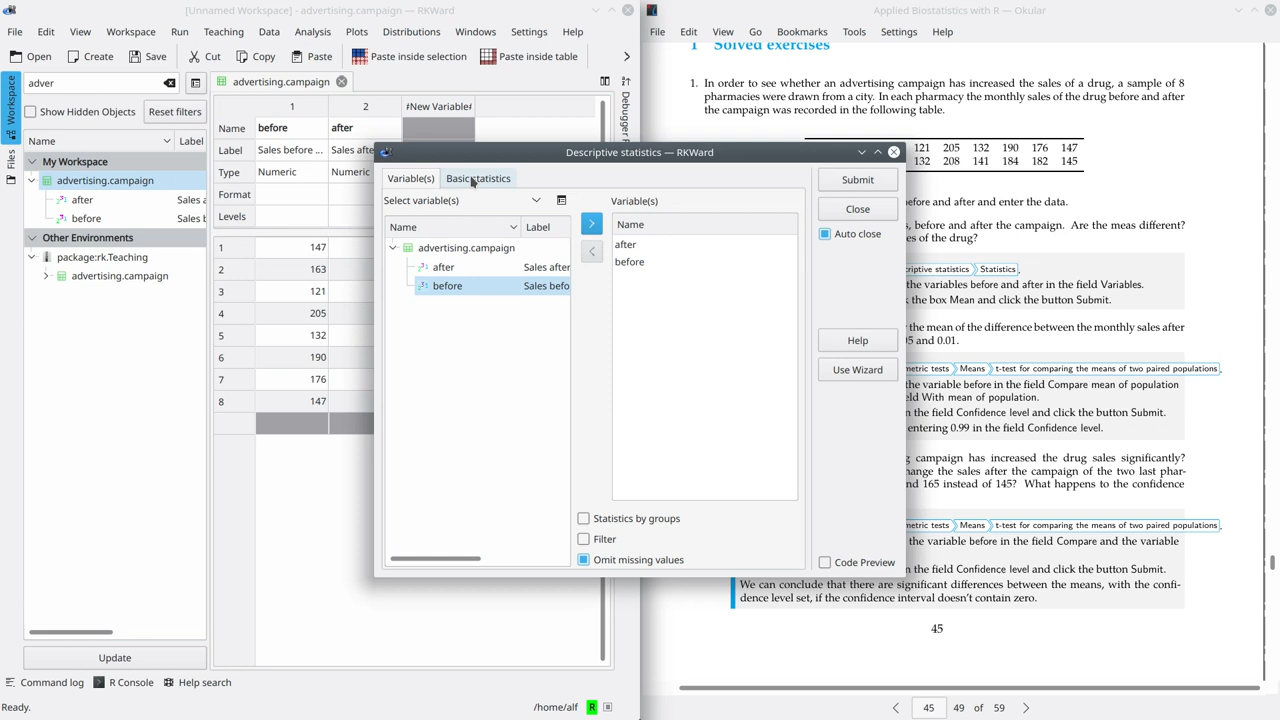 [Unnamed Workspace] - advertising.campaign — RKWard
File Edit View Workspace Run Teaching Data Analysis Plots Distributions Windows Settings Help
Open Create Save Cut Copy Paste Paste inside selection Paste inside table
Workspace
Files
adver
Show Hidden Objects Reset filters
Name Label
My Workspace
advertising.campaign
after Sales a
before Sales b
Other Environments
package:rk.Teaching
advertising.campaign
Update
advertising.campaign
1 2 #New Variable#
Name before after
Label Sales before ... Sales afte
Type Numeric Numeric
Format
Levels
1 147
2 163
3 121
4 205
5 132
6 190
7 176
8 147
Command log R Console Help search
Ready. /home/alf R
Descriptive statistics — RKWard
Variable(s) Basic statistics
Select variable(s)
Name Label
advertising.campaign
after Sales after
before Sales befo
Variable(s)
Name
after
before
Statistics by groups
Filter
Omit missing values
Submit
Close
Auto close
Help
Use Wizard
Code Preview
Applied Biostatistics with R — Okular
File Edit View Go Bookmarks Tools Settings Help
1 Solved exercises
1. In order to see whether an advertising campaign has increased the sales of a drug, a sample of 8
pharmacies were drawn from a city. In each pharmacy the monthly sales of the drug before and after
the campaign was recorded in the following table.
121 205 132 190 176 147
132 208 141 184 182 145
efore and after and enter the data.
s, before and after the campaign. Are the means different?
es of the drug?
criptive statistics Statistics.
the variables before and after in the field Variables.
k the box Mean and click the button Submit.
the mean of the difference between the monthly sales after
05 and 0.01.
metric tests Means t-test for comparing the means of two paired populations.
the variable before in the field Compare mean of population
eld With mean of population.
n in the field Confidence level and click the button Submit.
entering 0.99 in the field Confidence level.
g campaign has increased the drug sales significantly?
hange the sales after the campaign of the two last phar-
nd 165 instead of 145? What happens to the confidence
metric tests Means t-test for comparing the means of two paired populations.
the variable before in the field Compare and the variable
n in the field Confidence level and click the button Submit.
We can conclude that there are significant differences between the means, with the confi-
dence level set, if the confidence interval doesn't contain zero.
45
45 49 of 59